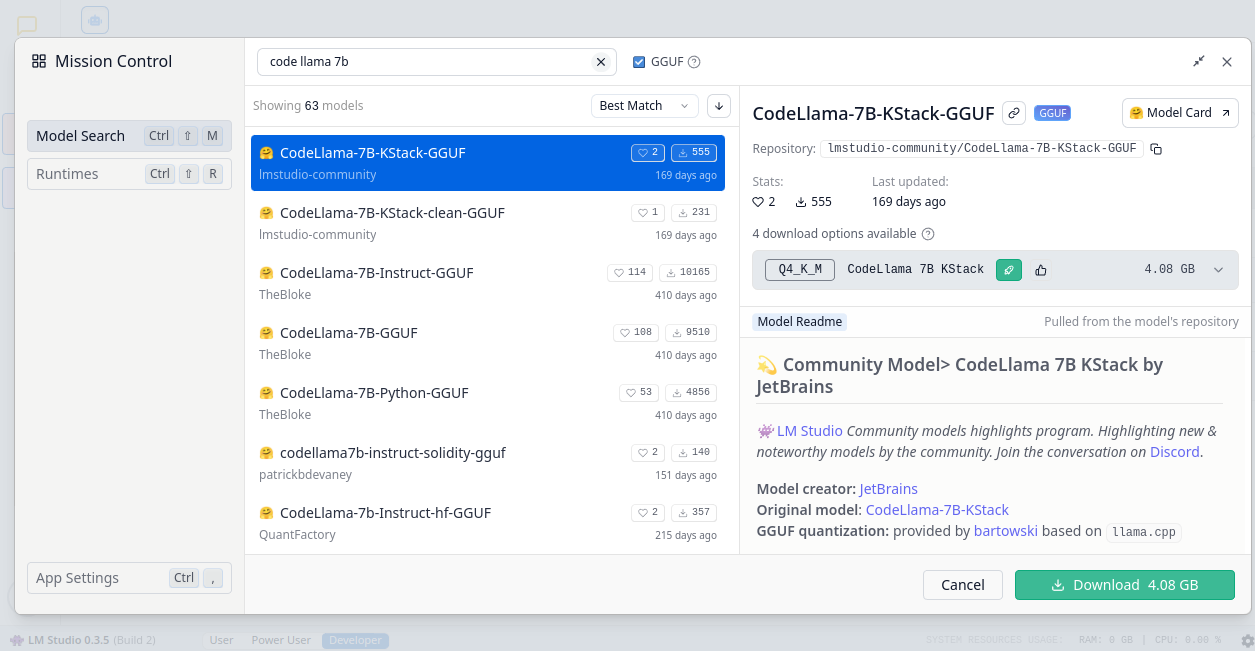 Mission Control
Model Search Ctrl ⇧ M
Runtimes Ctrl ⇧ R
App Settings Ctrl ,
code llama 7b
GGUF
Showing 63 models
Best Match
CodeLlama-7B-KStack-GGUF 2 555
lmstudio-community 169 days ago
CodeLlama-7B-KStack-clean-GGUF 1 231
lmstudio-community 169 days ago
CodeLlama-7B-Instruct-GGUF 114 10165
TheBloke 410 days ago
CodeLlama-7B-GGUF 108 9510
TheBloke 410 days ago
CodeLlama-7B-Python-GGUF 53 4856
TheBloke 410 days ago
codellama7b-instruct-solidity-gguf 2 140
patrickbdevaney 151 days ago
CodeLlama-7b-Instruct-hf-GGUF 2 357
QuantFactory 215 days ago
CodeLlama-7B-KStack-GGUF GGUF
Model Card
Repository: lmstudio-community/CodeLlama-7B-KStack-GGUF
Stats: Last updated:
2 555 169 days ago
4 download options available
Q4_K_M CodeLlama 7B KStack 4.08 GB
Model Readme Pulled from the model's repository
💫 Community Model> CodeLlama 7B KStack by
JetBrains
👾 LM Studio Community models highlights program. Highlighting new &
noteworthy models by the community. Join the conversation on Discord.
Model creator: JetBrains
Original model: CodeLlama-7B-KStack
GGUF quantization: provided by bartowski based on llama.cpp
Cancel
Download 4.08 GB
LM Studio 0.3.5 (Build 2) User Power User Developer SYSTEM RESOURCES USAGE: RAM: 0 GB | CPU: 0.00 %